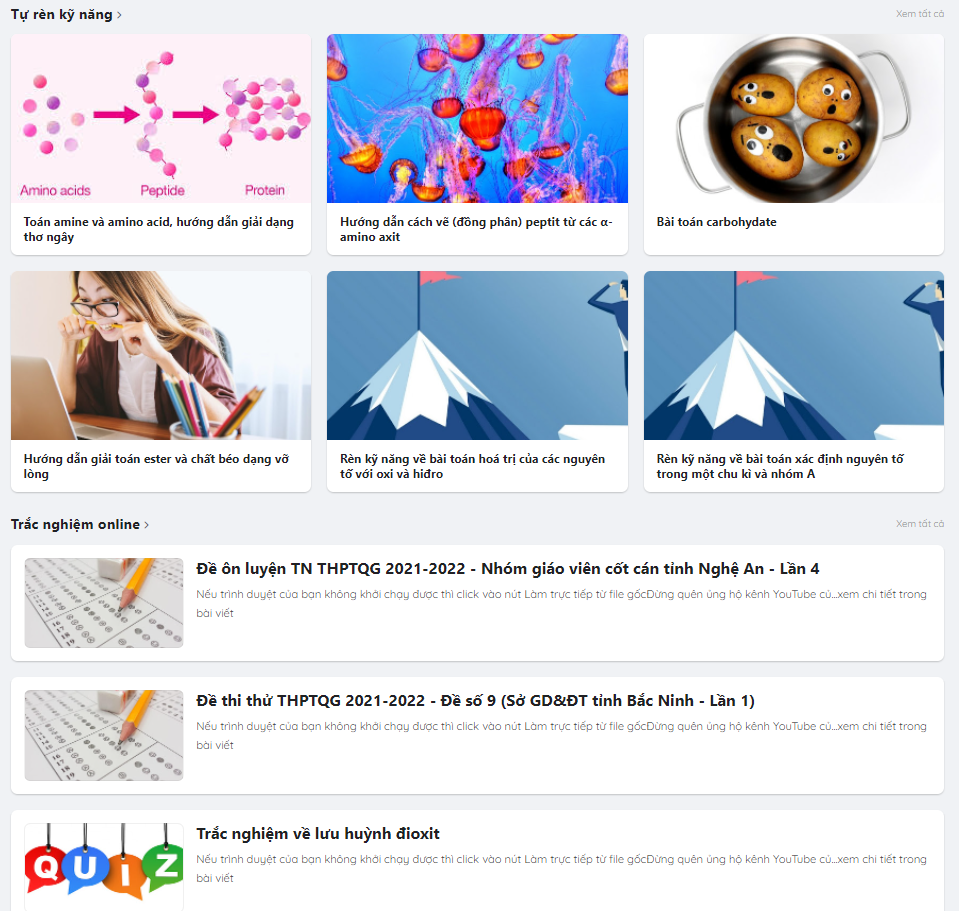 Tự rèn kỹ năng ›
Xem tất cả
Amino acids
Peptide
Protein
Toán amine và amino acid, hướng dẫn giải dạng
thơ ngây
Hướng dẫn cách vẽ (đồng phân) peptit từ các α-
amino axit
Bài toán carbohydate
Hướng dẫn giải toán ester và chất béo dạng vỡ
lòng
Rèn kỹ năng về bài toán hoá trị của các nguyên
tố với oxi và hiđro
Rèn kỹ năng về bài toán xác định nguyên tố
trong một chu kì và nhóm A
Trắc nghiệm online ›
Xem tất cả
Đề ôn luyện TN THPTQG 2021-2022 - Nhóm giáo viên cốt cán tỉnh Nghệ An - Lần 4
Nếu trình duyệt của bạn không khởi chạy được thì click vào nút Làm trực tiếp từ file gốcĐừng quên ủng hộ kênh YouTube củ...xem chi tiết trong
bài viết
Đề thi thử THPTQG 2021-2022 - Đề số 9 (Sở GD&ĐT tỉnh Bắc Ninh - Lần 1)
Nếu trình duyệt của bạn không khởi chạy được thì click vào nút Làm trực tiếp từ file gốcĐừng quên ủng hộ kênh YouTube củ...xem chi tiết trong
bài viết
Trắc nghiệm về lưu huỳnh đioxit
QUIZ
Nếu trình duyệt của bạn không khởi chạy được thì click vào nút Làm trực tiếp từ file gốcĐừng quên ủng hộ kênh YouTube củ...xem chi tiết trong
bài viết